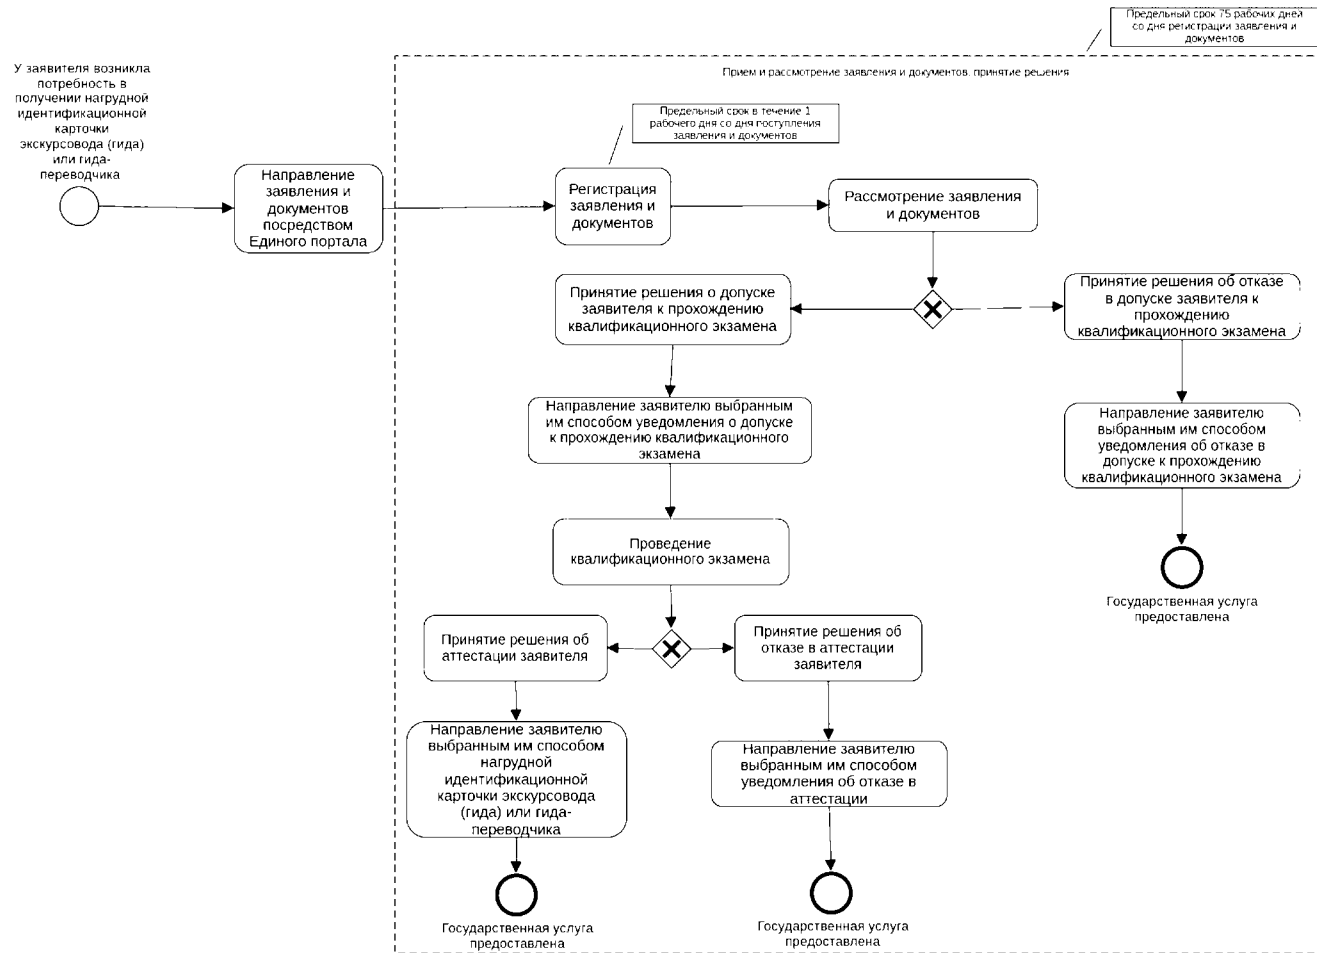 Предельный срок 75 рабочих дней
со дня регистрации заявления и
документов
Прием и рассмотрение заявления и документов, принятие решения
У заявителя возникла
потребность в
получении нагрудной
идентификационной
карточки
экскурсовода (гида)
или гида-
переводчика
Предельный срок в течение 1
рабочего дня со дня поступления
заявления и документов
Направление
заявления и
документов
посредством
Единого портала
Регистрация
заявления и
документов
Рассмотрение заявления
и документов
Принятие решения о допуске
заявителя к прохождению
квалификационного экзамена
Принятие решения об отказе
в допуске заявителя к
прохождению
квалификационного экзамена
Направление заявителю выбранным
им способом уведомления о допуске
к прохождению квалификационного
экзамена
Направление заявителю
выбранным им способом
уведомления об отказе в
допуске к прохождению
квалификационного экзамена
Проведение
квалификационного экзамена
Государственная услуга
предоставлена
Принятие решения об
аттестации заявителя
Принятие решения об
отказе в аттестации
заявителя
Направление заявителю
выбранным им способом
нагрудной
идентификационной
карточки экскурсовода
(гида) или гида-
переводчика
Направление заявителю
выбранным им способом
уведомления об отказе в
аттестации
Государственная услуга
предоставлена
Государственная услуга
предоставлена